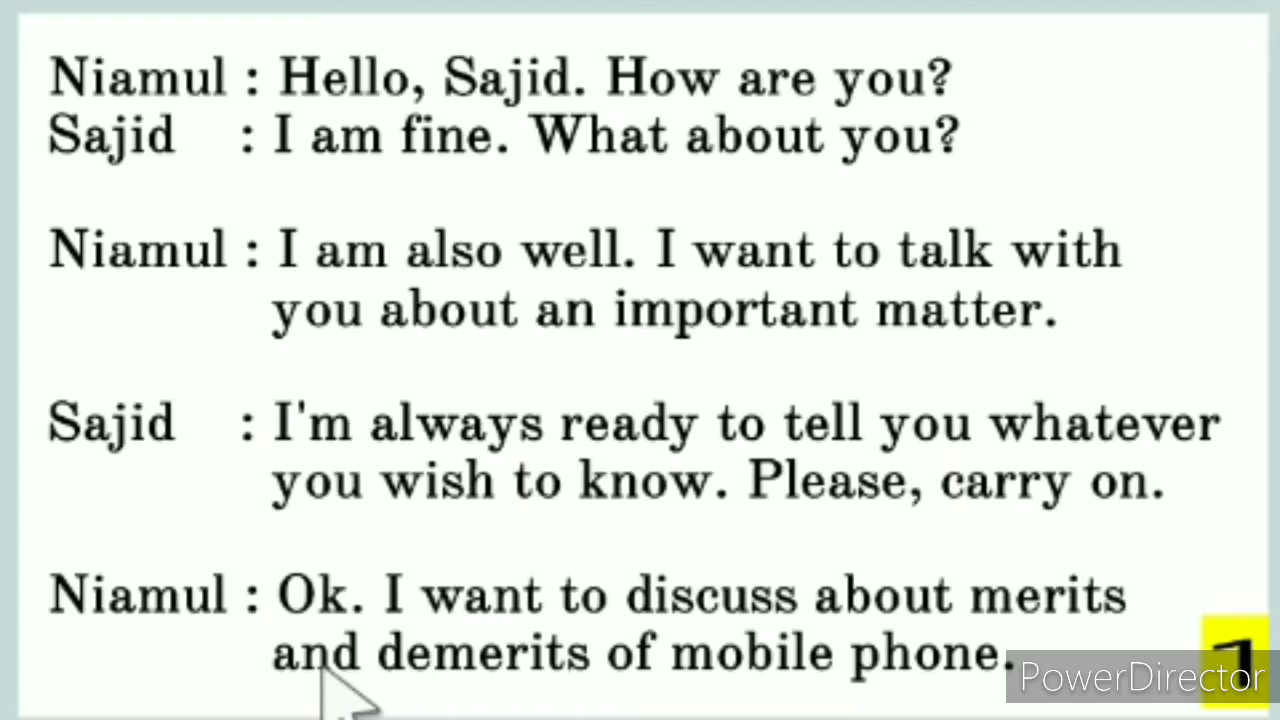 Niamul : Hello, Sajid. How are you?
Sajid : I am fine. What about you?
Niamul : I am also well. I want to talk with
you about an important matter.
Sajid : I'm always ready to tell you whatever
you wish to know. Please, carry on.
Niamul : Ok. I want to discuss about merits
and demerits of mobile phone.
PowerDirector